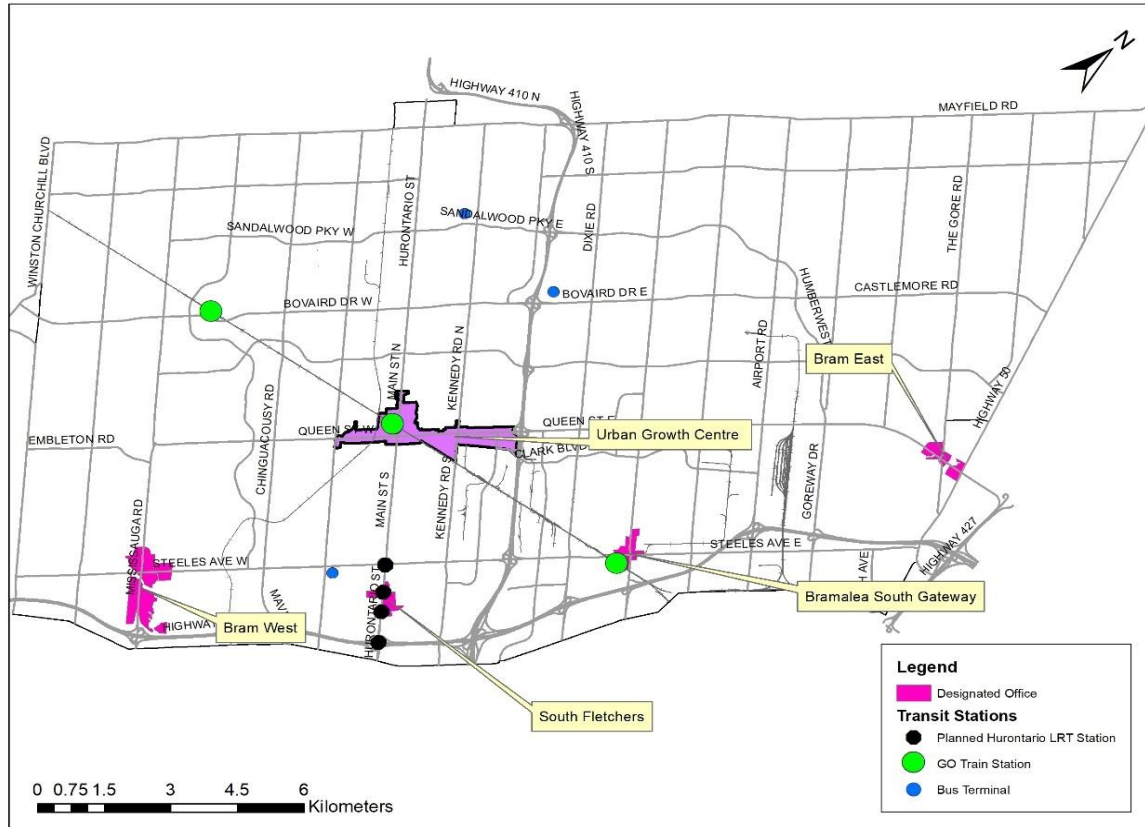 N
HIGHWAY 410 N
MAYFIELD RD
HIGHWAY 410 S
WINSTON CHURCHILL BLVD
HURONTARIO ST
SANDALWOOD PKY W
SANDALWOOD PKY E
DIXIE RD
THE GORE RD
BOVAIRD DR W
BOVAIRD DR E
CASTLEMORE RD
HUMBERWEST
AIRPORT RD
Bram East
MAIN ST N
KENNEDY RD N
HIGHWAY 50
CHINGUACOUSY RD
EMBLETON RD
QUEEN ST W
QUEEN ST E
Urban Growth Centre
CLARK BLVD
GOREWAY DR
MAIN ST S
KENNEDY RD S
MISSISSAUGA RD
STEELES AVE W
STEELES AVE E
HIGHWAY 427
H AVE
Bramalea South Gateway
HIGHWAY
MAV
HURONTARIO ST
Bram West
South Fletchers
Legend
Designated Office
Transit Stations
Planned Hurontario LRT Station
GO Train Station
Bus Terminal
0 0.75 1.5 3 4.5 6
Kilometers